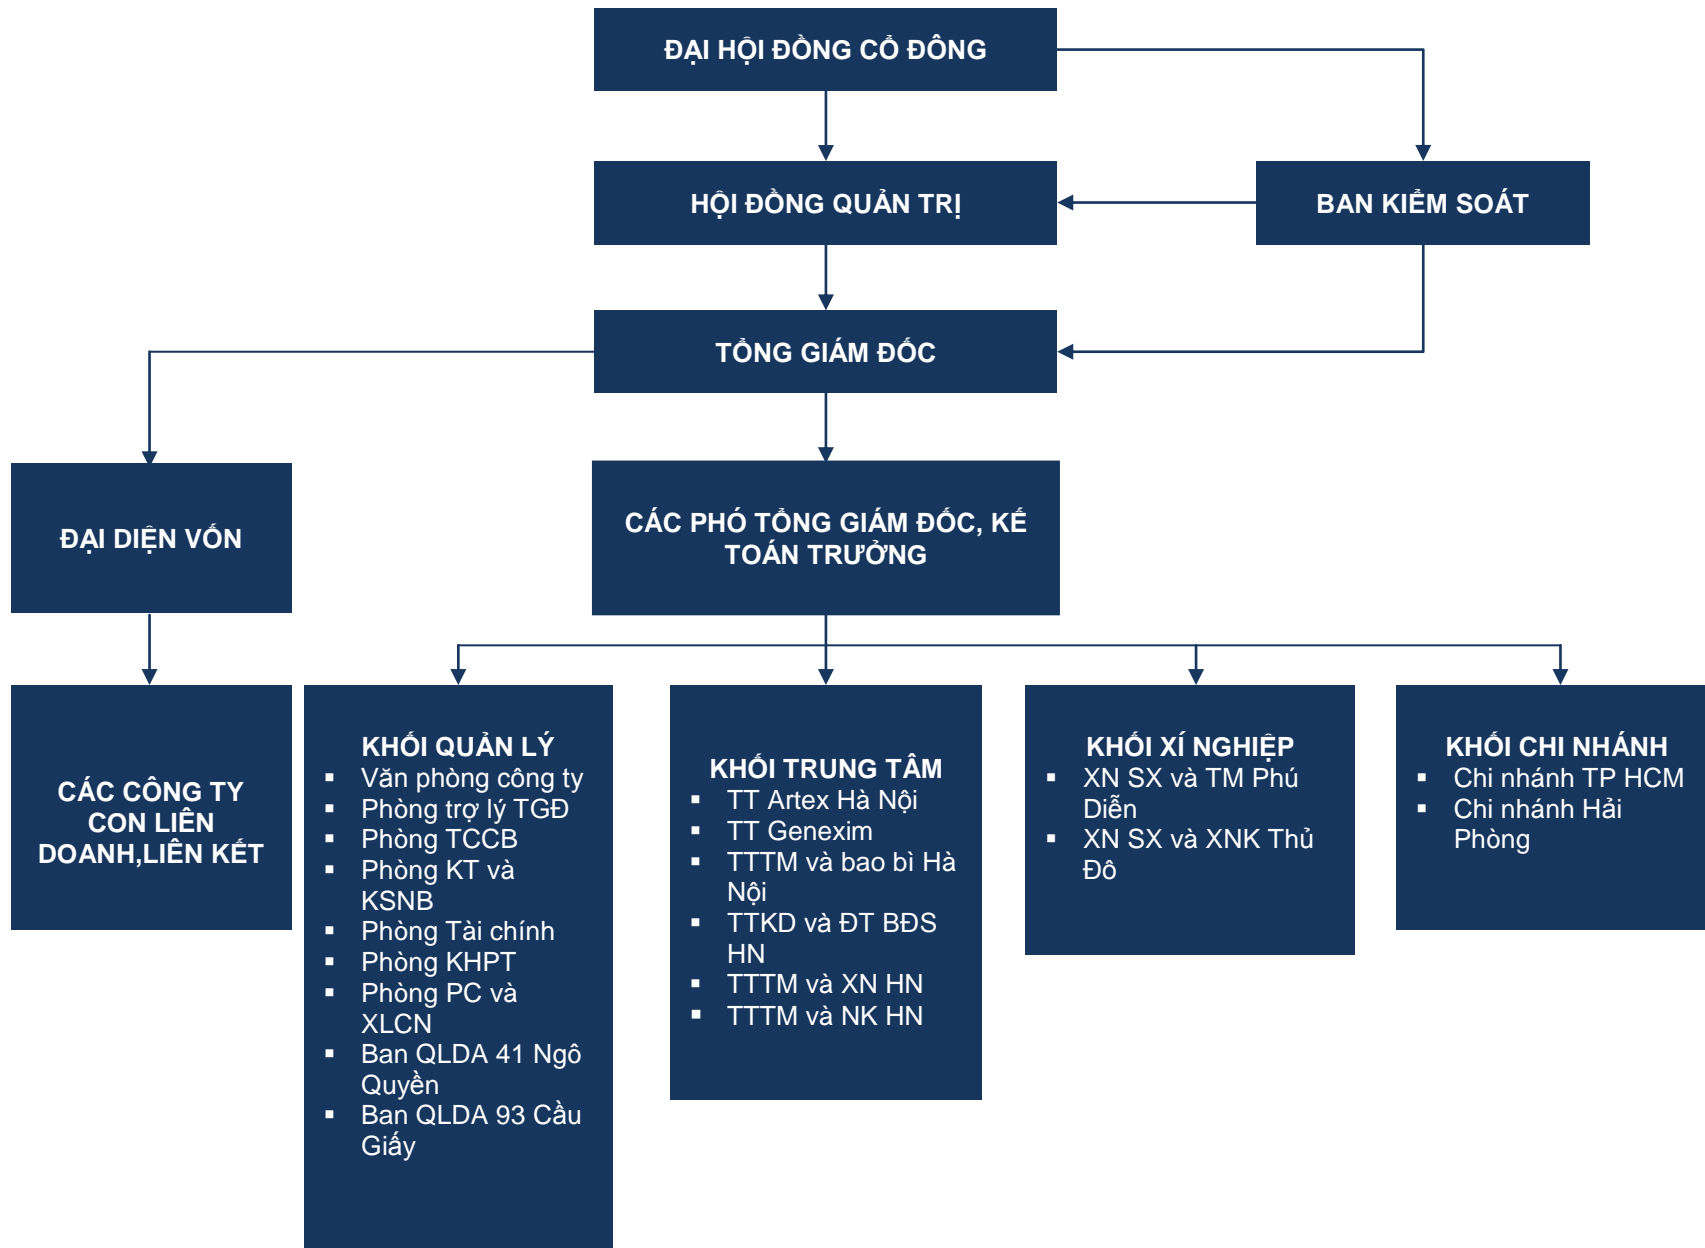 ĐẠI HỘI ĐỒNG CỔ ĐÔNG
HỘI ĐỒNG QUẢN TRỊ
BAN KIỂM SOÁT
TỔNG GIÁM ĐỐC
ĐẠI DIỆN VỐN
CÁC PHÓ TỔNG GIÁM ĐỐC, KẾ
TOÁN TRƯỞNG
CÁC CÔNG TY
CON LIÊN
DOANH,LIÊN KẾT
KHỐI QUẢN LÝ
▪ Văn phòng công ty
▪ Phòng trợ lý TGĐ
▪ Phòng TCCB
▪ Phòng KT và
KSNB
▪ Phòng Tài chính
▪ Phòng KHPT
▪ Phòng PC và
XLCN
▪ Ban QLDA 41 Ngô
Quyền
▪ Ban QLDA 93 Cầu
Giấy
KHỐI TRUNG TÂM
▪ TT Artex Hà Nội
▪ TT Genexim
▪ TTTM và bao bì Hà
Nội
▪ TTKD và ĐT BĐS
HN
▪ TTTM và XN HN
▪ TTTM và NK HN
KHỐI XÍ NGHIỆP
▪ XN SX và TM Phú
Diễn
▪ XN SX và XNK Thủ
Đô
KHỐI CHI NHÁNH
▪ Chi nhánh TP HCM
▪ Chi nhánh Hải
Phòng